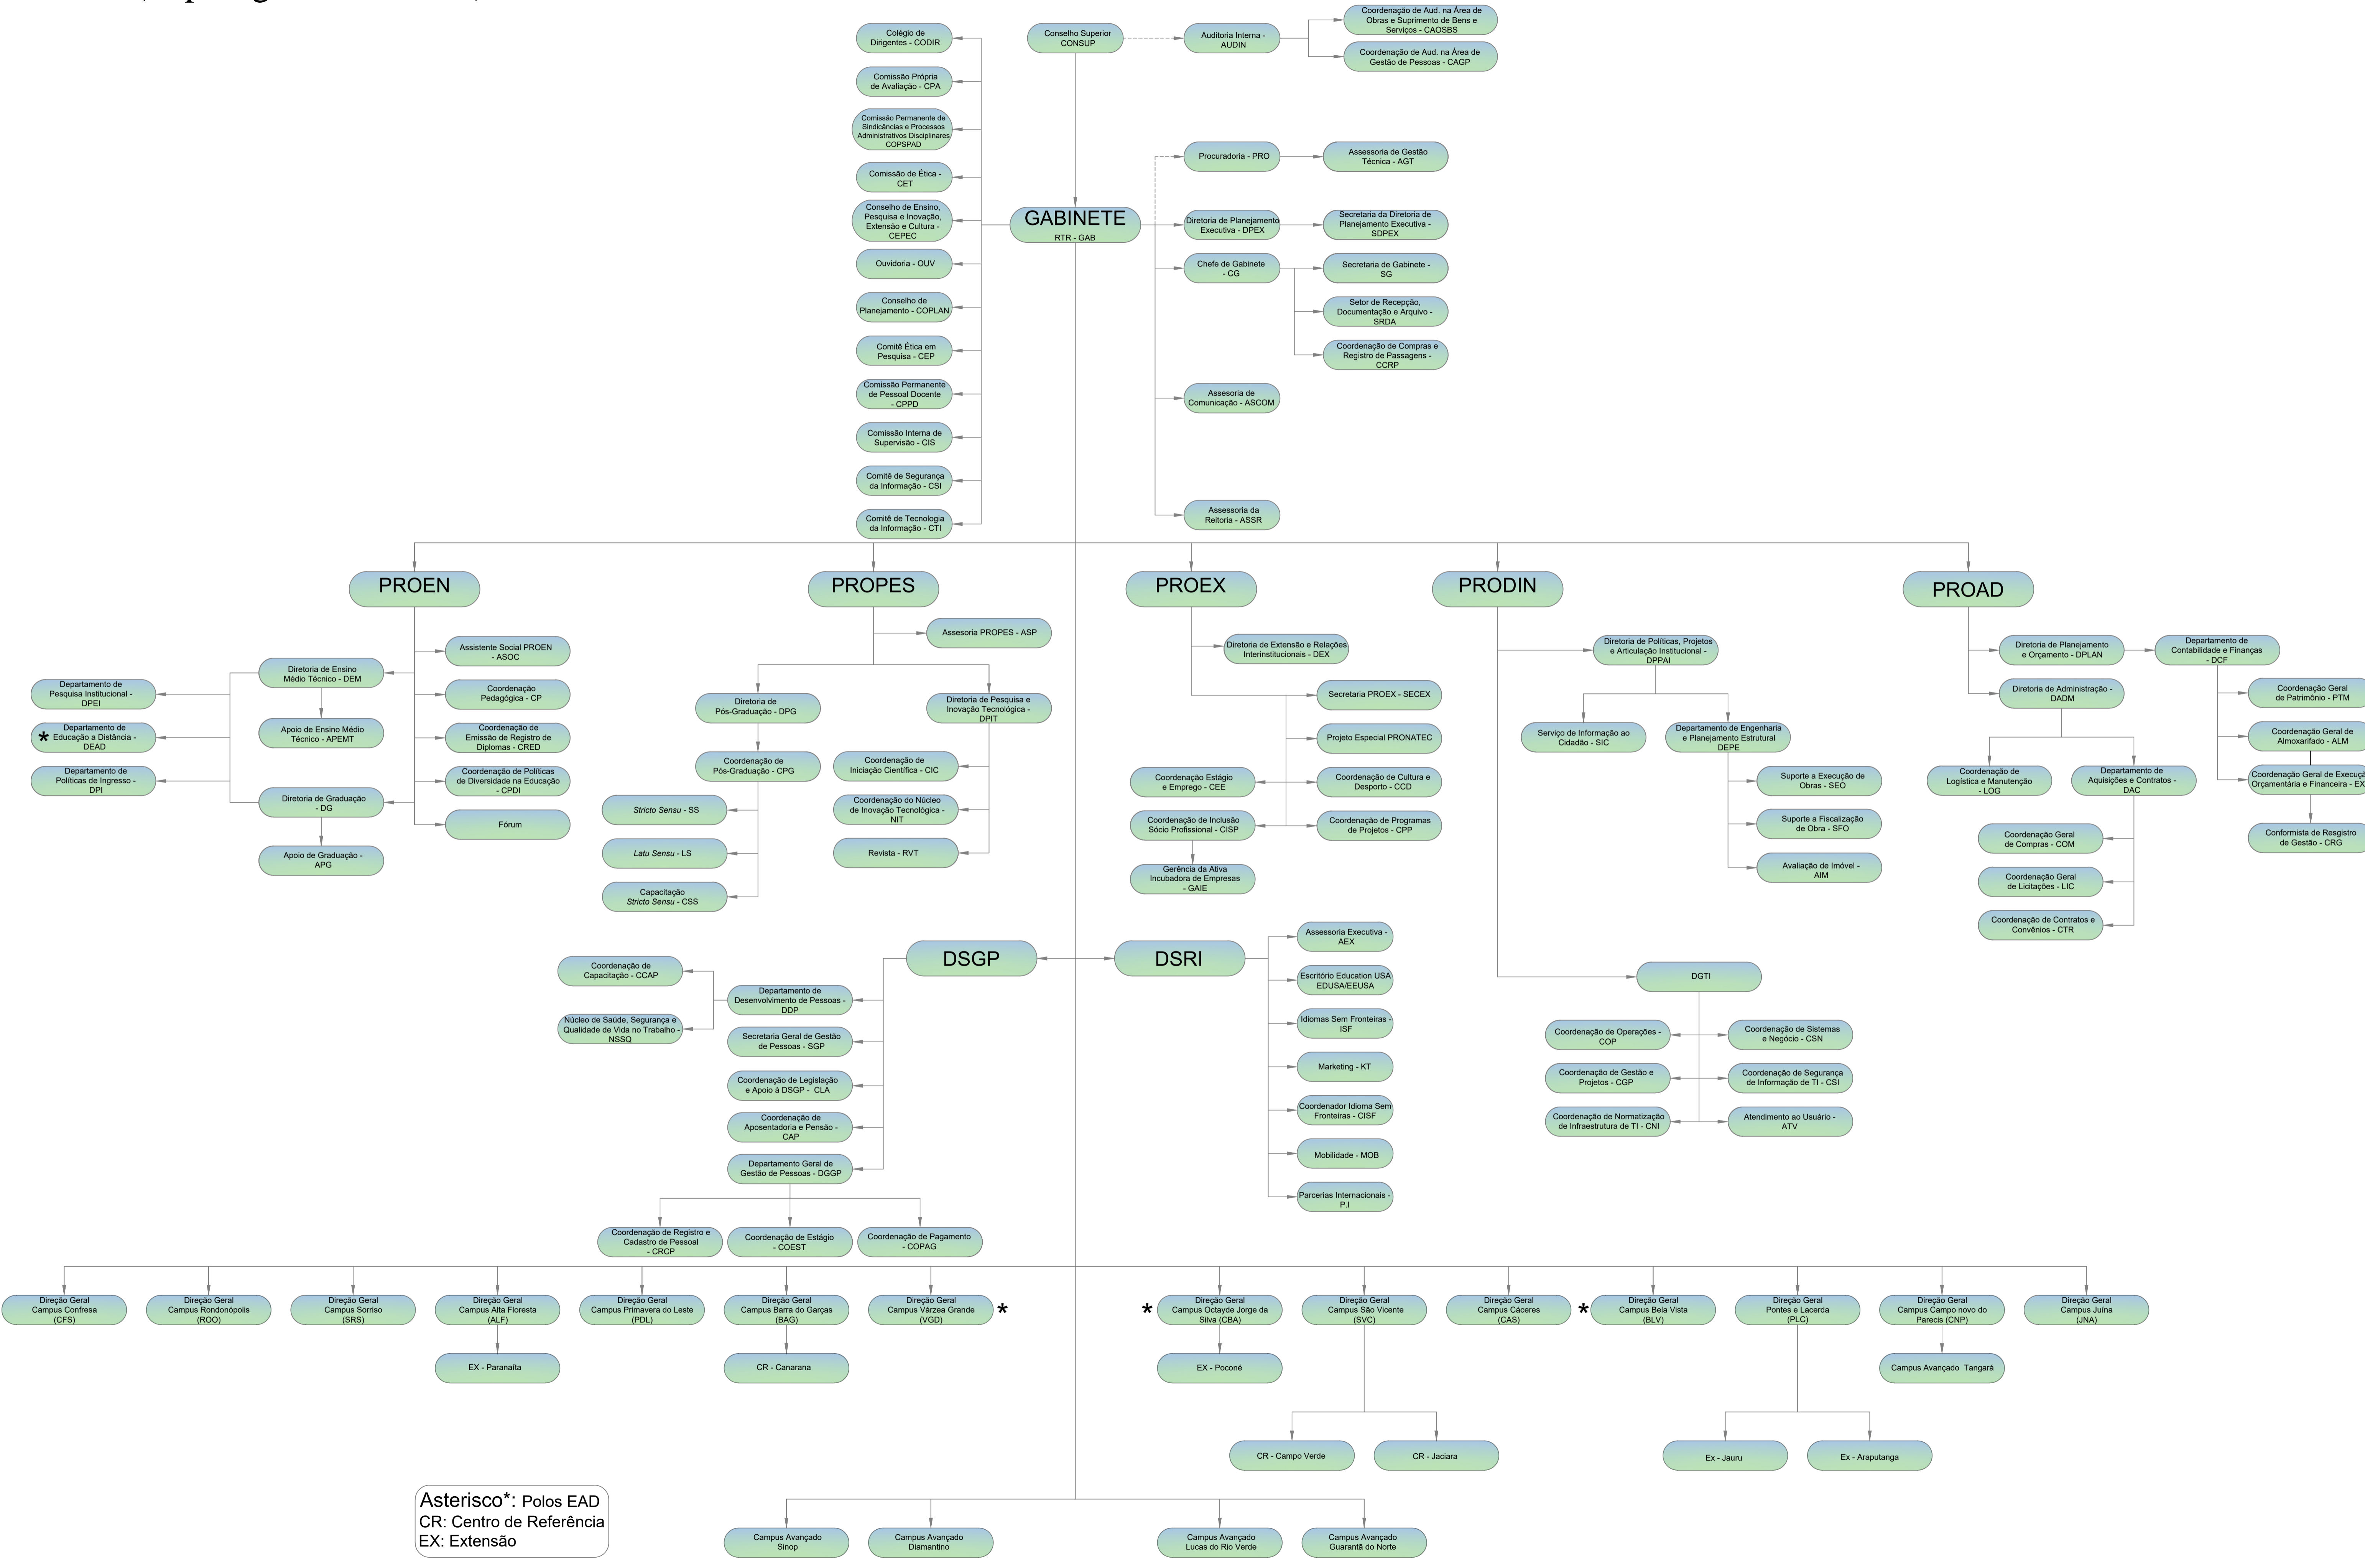 Colégio de
Dirigentes - CODIR
Conselho Superior
CONSUP
Auditoria Interna -
AUDIN
Coordenação de Aud. na Área de
Obras e Suprimento de Bens e
Serviços - CAOSBS
Coordenação de Aud. na Área de
Gestão de Pessoas - CAGP
Comissão Própria
de Avaliação - CPA
Comissão Permanente de
Sindicâncias e Processos
Administrativos Disciplinares
COPSPAD
Comissão de Ética -
CET
Conselho de Ensino,
Pesquisa e Inovação,
Extensão e Cultura -
CEPEC
Ouvidoria - OUV
Conselho de
Planejamento - COPLAN
Comitê Ética em
Pesquisa - CEP
Comissão Permanente
de Pessoal Docente
- CPPD
Comissão Interna de
Supervisão - CIS
Comitê de Segurança
da Informação - CSI
Comitê de Tecnologia
da Informação - CTI
GABINETE
RTR - GAB
Procuradoria - PRO
Assessoria de Gestão
Técnica - AGT
Diretoria de Planejamento
Executiva - DPEX
Secretaria da Diretoria de
Planejamento Executiva -
SDPEX
Chefe de Gabinete
- CG
Secretaria de Gabinete -
SG
Setor de Recepção,
Documentação e Arquivo -
SRDA
Coordenação de Compras e
Registro de Passagens -
CCRP
Assesoria de
Comunicação - ASCOM
Assessoria da
Reitoria - ASSR
PROEN
PROPES
PROEX
PRODIN
PROAD
Assistente Social PROEN
- ASOC
Diretoria de Ensino
Médio Técnico - DEM
Departamento de
Pesquisa Institucional -
DPEI
Coordenação
Pedagógica - CP
* Departamento de
Educação a Distância -
DEAD
Apoio de Ensino Médio
Técnico - APEMT
Coordenação de
Emissão de Registro de
Diplomas - CRED
Departamento de
Políticas de Ingresso -
DPI
Coordenação de Políticas
de Diversidade na Educação
- CPDI
Diretoria de Graduação
- DG
Fórum
Apoio de Graduação -
APG
Assesoria PROPES - ASP
Diretoria de
Pós-Graduação - DPG
Diretoria de Pesquisa e
Inovação Tecnológica -
DPIT
Coordenação de
Pós-Graduação - CPG
Coordenação de
Iniciação Científica - CIC
Stricto Sensu - SS
Coordenação do Núcleo
de Inovação Tecnológica -
NIT
Latu Sensu - LS
Revista - RVT
Capacitação
Stricto Sensu - CSS
Diretoria de Extensão e Relações
Interinstitucionais - DEX
Secretaria PROEX - SECEX
Projeto Especial PRONATEC
Coordenação Estágio
e Emprego - CEE
Coordenação de Cultura e
Desporto - CCD
Coordenação de Inclusão
Sócio Profissional - CISP
Coordenação de Programas
de Projetos - CPP
Gerência da Ativa
Incubadora de Empresas
- GAIE
Diretoria de Políticas, Projetos
e Articulação Institucional -
DPPAI
Serviço de Informação ao
Cidadão - SIC
Departamento de Engenharia
e Planejamento Estrutural
DEPE
Suporte a Execução de
Obras - SEO
Suporte a Fiscalização
de Obra - SFO
Avaliação de Imóvel -
AIM
Diretoria de Planejamento
e Orçamento - DPLAN
Departamento de
Contabilidade e Finanças
- DCF
Diretoria de Administração -
DADM
Coordenação Geral
de Patrimônio - PTM
Coordenação Geral de
Almoxarifado - ALM
Coordenação de
Logística e Manutenção
- LOG
Departamento de
Aquisições e Contratos -
DAC
Coordenação Geral de Execuçã
Orçamentária e Financeira - EX
Coordenação Geral
de Compras - COM
Conformista de Resgistro
de Gestão - CRG
Coordenação Geral
de Licitações - LIC
Coordenação de Contratos e
Convênios - CTR
DSGP
DSRI
Coordenação de
Capacitação - CCAP
Departamento de
Desenvolvimento de Pessoas -
DDP
Núcleo de Saúde, Segurança e
Qualidade de Vida no Trabalho -
NSSQ
Secretaria Geral de Gestão
de Pessoas - SGP
Coordenação de Legislação
e Apoio à DSGP - CLA
Coordenação de
Aposentadoria e Pensão -
CAP
Departamento Geral de
Gestão de Pessoas - DGGP
Coordenação de Registro e
Cadastro de Pessoal
- CRCP
Coordenação de Estágio
- COEST
Coordenação de Pagamento
- COPAG
Assessoria Executiva -
AEX
Escritório Education USA
EDUSA/EEUSA
Idiomas Sem Fronteiras -
ISF
Marketing - KT
Coordenador Idioma Sem
Fronteiras - CISF
Mobilidade - MOB
Parcerias Internacionais -
P.I
DGTI
Coordenação de Operações -
COP
Coordenação de Sistemas
e Negócio - CSN
Coordenação de Gestão e
Projetos - CGP
Coordenação de Segurança
de Informação de TI - CSI
Coordenação de Normatização
de Infraestrutura de TI - CNI
Atendimento ao Usuário -
ATV
Direção Geral
Campus Confresa
(CFS)
Direção Geral
Campus Rondonópolis
(ROO)
Direção Geral
Campus Sorriso
(SRS)
Direção Geral
Campus Alta Floresta
(ALF)
Direção Geral
Campus Primavera do Leste
(PDL)
Direção Geral
Campus Barra do Garças
(BAG)
Direção Geral
Campus Várzea Grande
(VGD)
*
*
Direção Geral
Campus Octayde Jorge da
Silva (CBA)
Direção Geral
Campus São Vicente
(SVC)
Direção Geral
Campus Cáceres
(CAS)
*
Direção Geral
Campus Bela Vista
(BLV)
Direção Geral
Pontes e Lacerda
(PLC)
Direção Geral
Campus Campo novo do
Parecis (CNP)
Direção Geral
Campus Juína
(JNA)
EX - Paranaíta
CR - Canarana
EX - Poconé
Campus Avançado Tangará
CR - Campo Verde
CR - Jaciara
Ex - Jauru
Ex - Araputanga
Asterisco*: Polos EAD
CR: Centro de Referência
EX: Extensão
Campus Avançado
Sinop
Campus Avançado
Diamantino
Campus Avançado
Lucas do Rio Verde
Campus Avançado
Guarantã do Norte